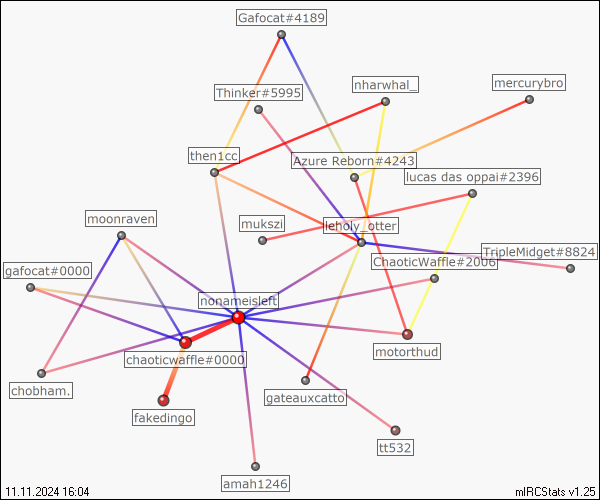 Gafocat#4189
nharwhal_
mercurybro
Thinker#5995
then1cc
Azure Reborn#4243
lucas das oppai#2396
moonraven
mukszi
leholy_otter
TripleMidget#8824
gafocat#0000
ChaoticWaffle#2006
nonameisleft
chaoticwaffle#0000
motorthud
chobham.
gateauxcatto
fakedingo
tt532
amah1246
11.11.2024 16:04
mIRCStats v1.25